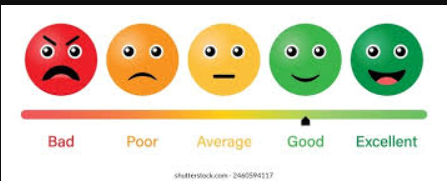 Bad Poor Average Good Excellent
shutterstock.com · 2460594117